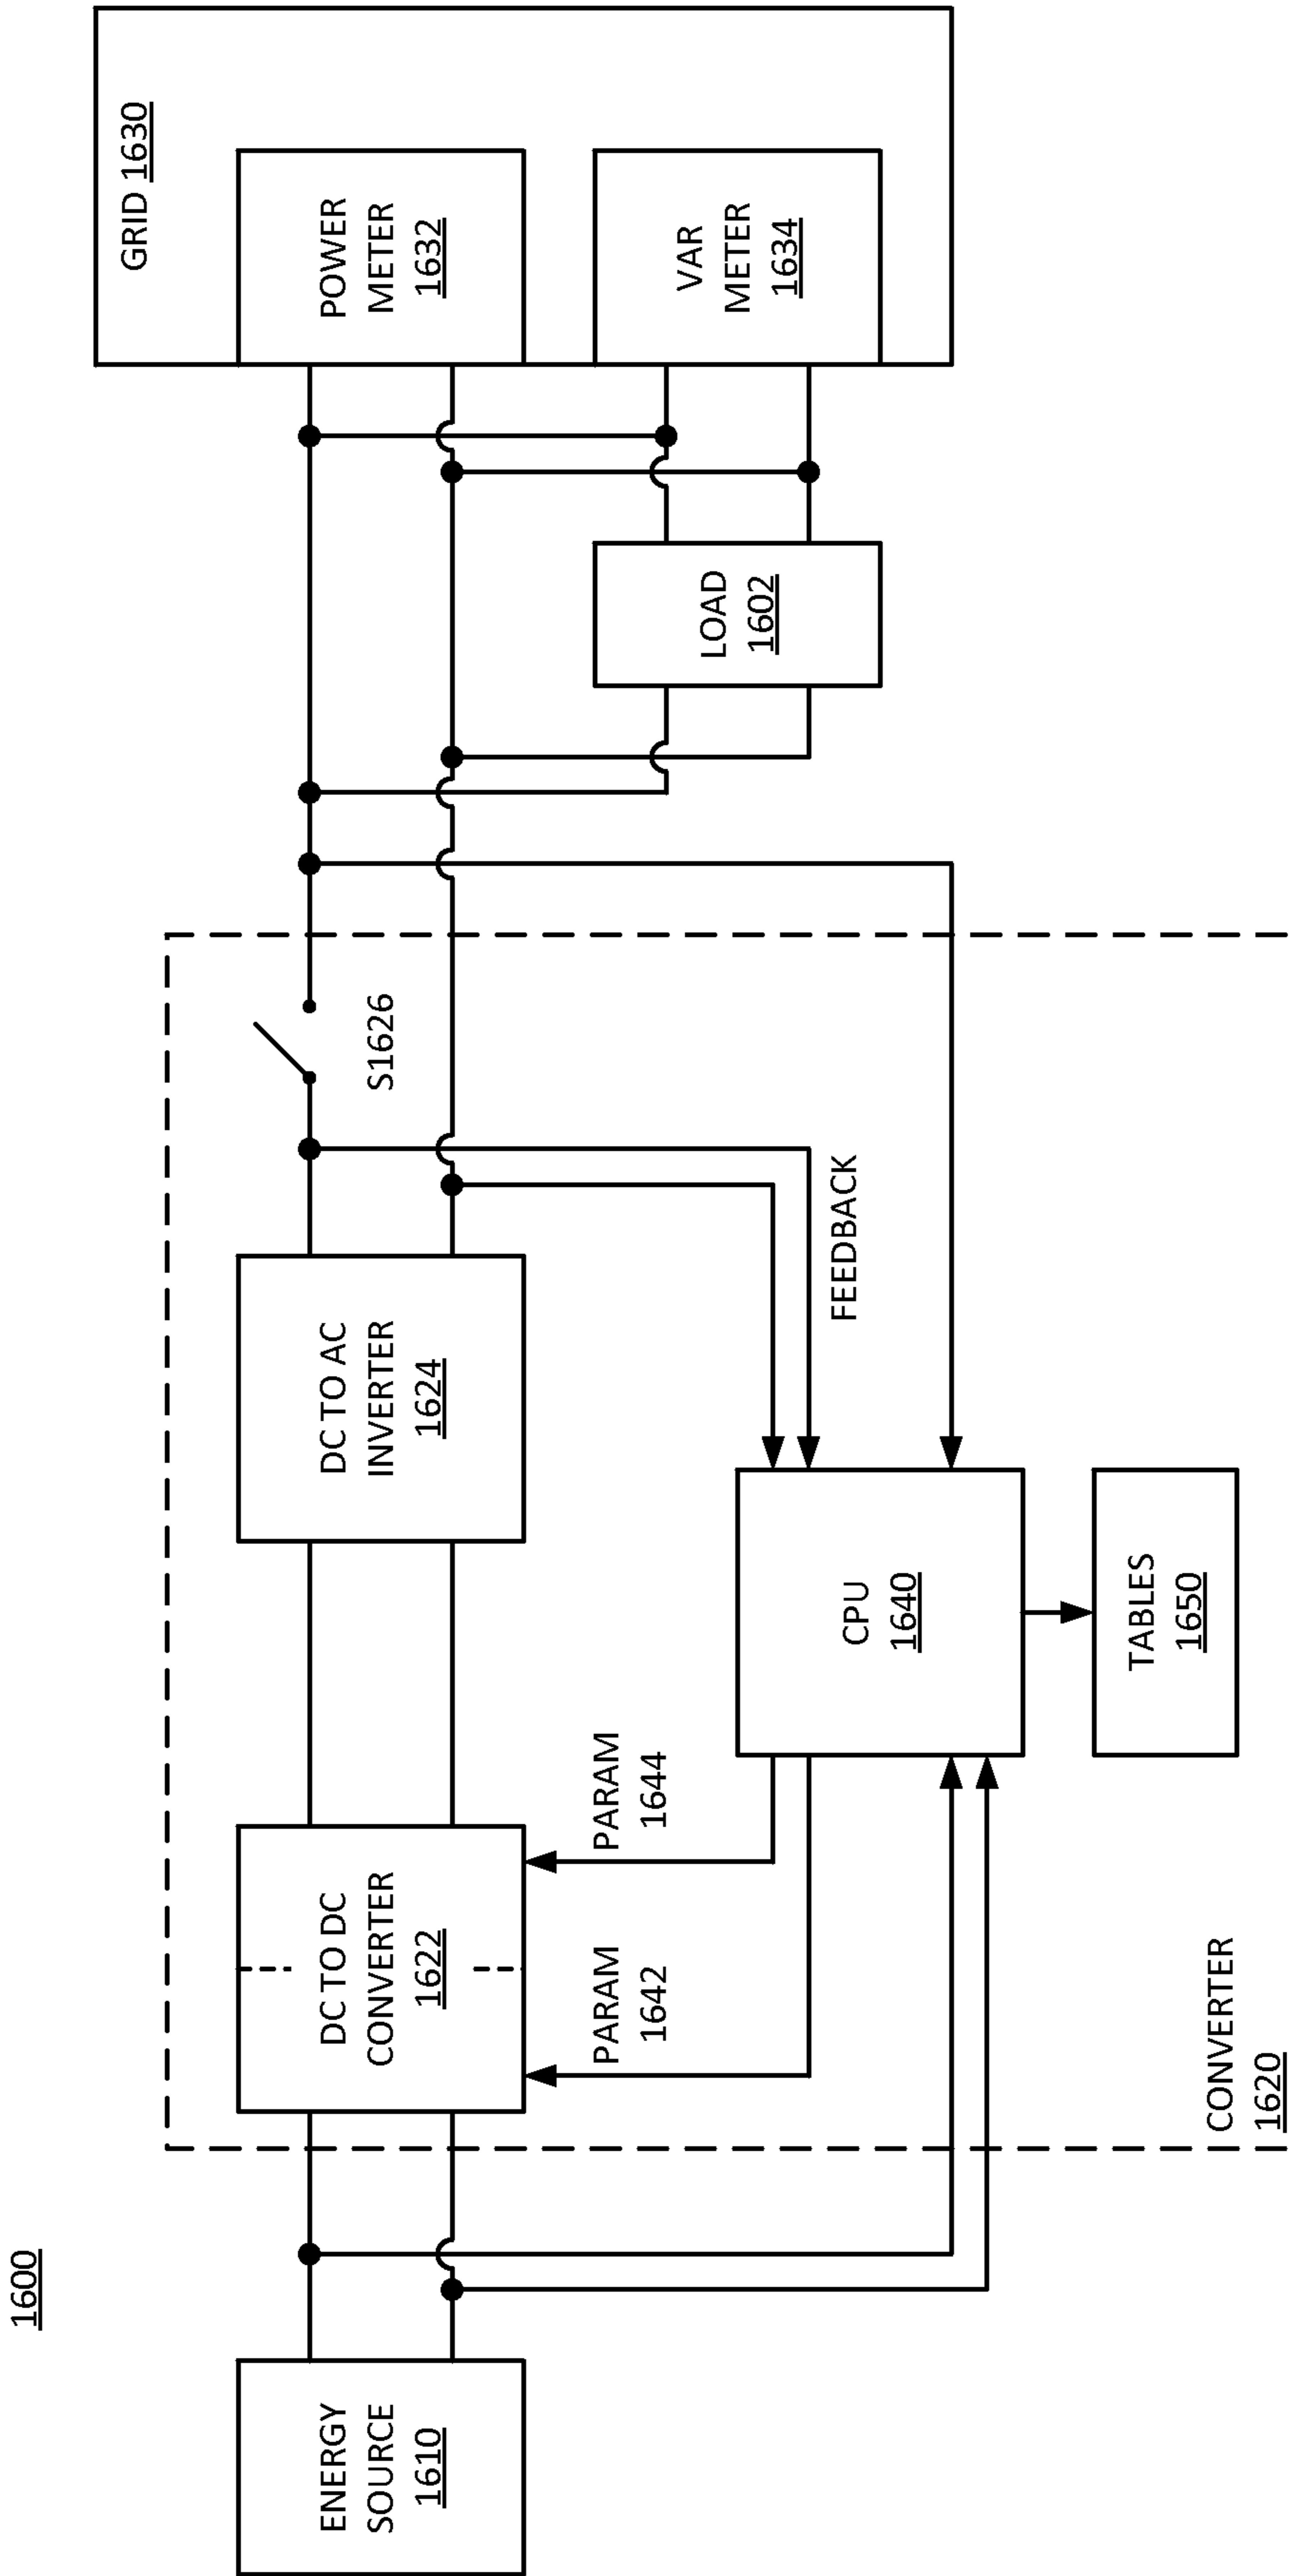 1600
ENERGY
SOURCE
1610
DC TO DC
CONVERTER
1622
DC TO AC
INVERTER
1624
S1626
GRID 1630
POWER
METER
1632
VAR
METER
1634
LOAD
1602
PARAM
1642
PARAM
1644
FEEDBACK
CPU
1640
TABLES
1650
CONVERTER
1620